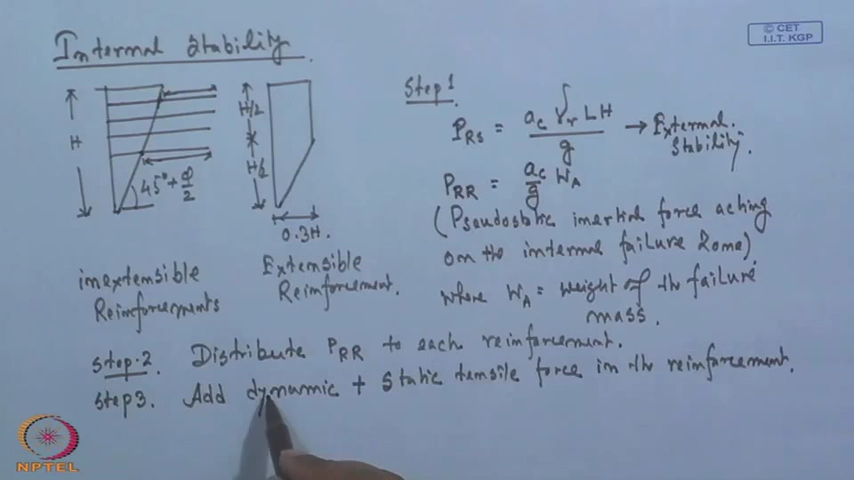 Internal Stability
© CET
I.I.T. KGP
H
45° + φ/2
H/2
H/2
0.3H.
inextensible
Reinforcements
Extensible
Reinforcement.
Step 1
P_RS = a_c γ_r LH / g → External Stability.
P_RR = a_c/g W_A
(Pseudostatic inertial force acting
on the internal failure zone)
where W_A = weight of the failure
mass.
Step-2. Distribute P_RR to each reinforcement.
Step 3. Add dynamic + static tensile force in the reinforcement.
NPTEL